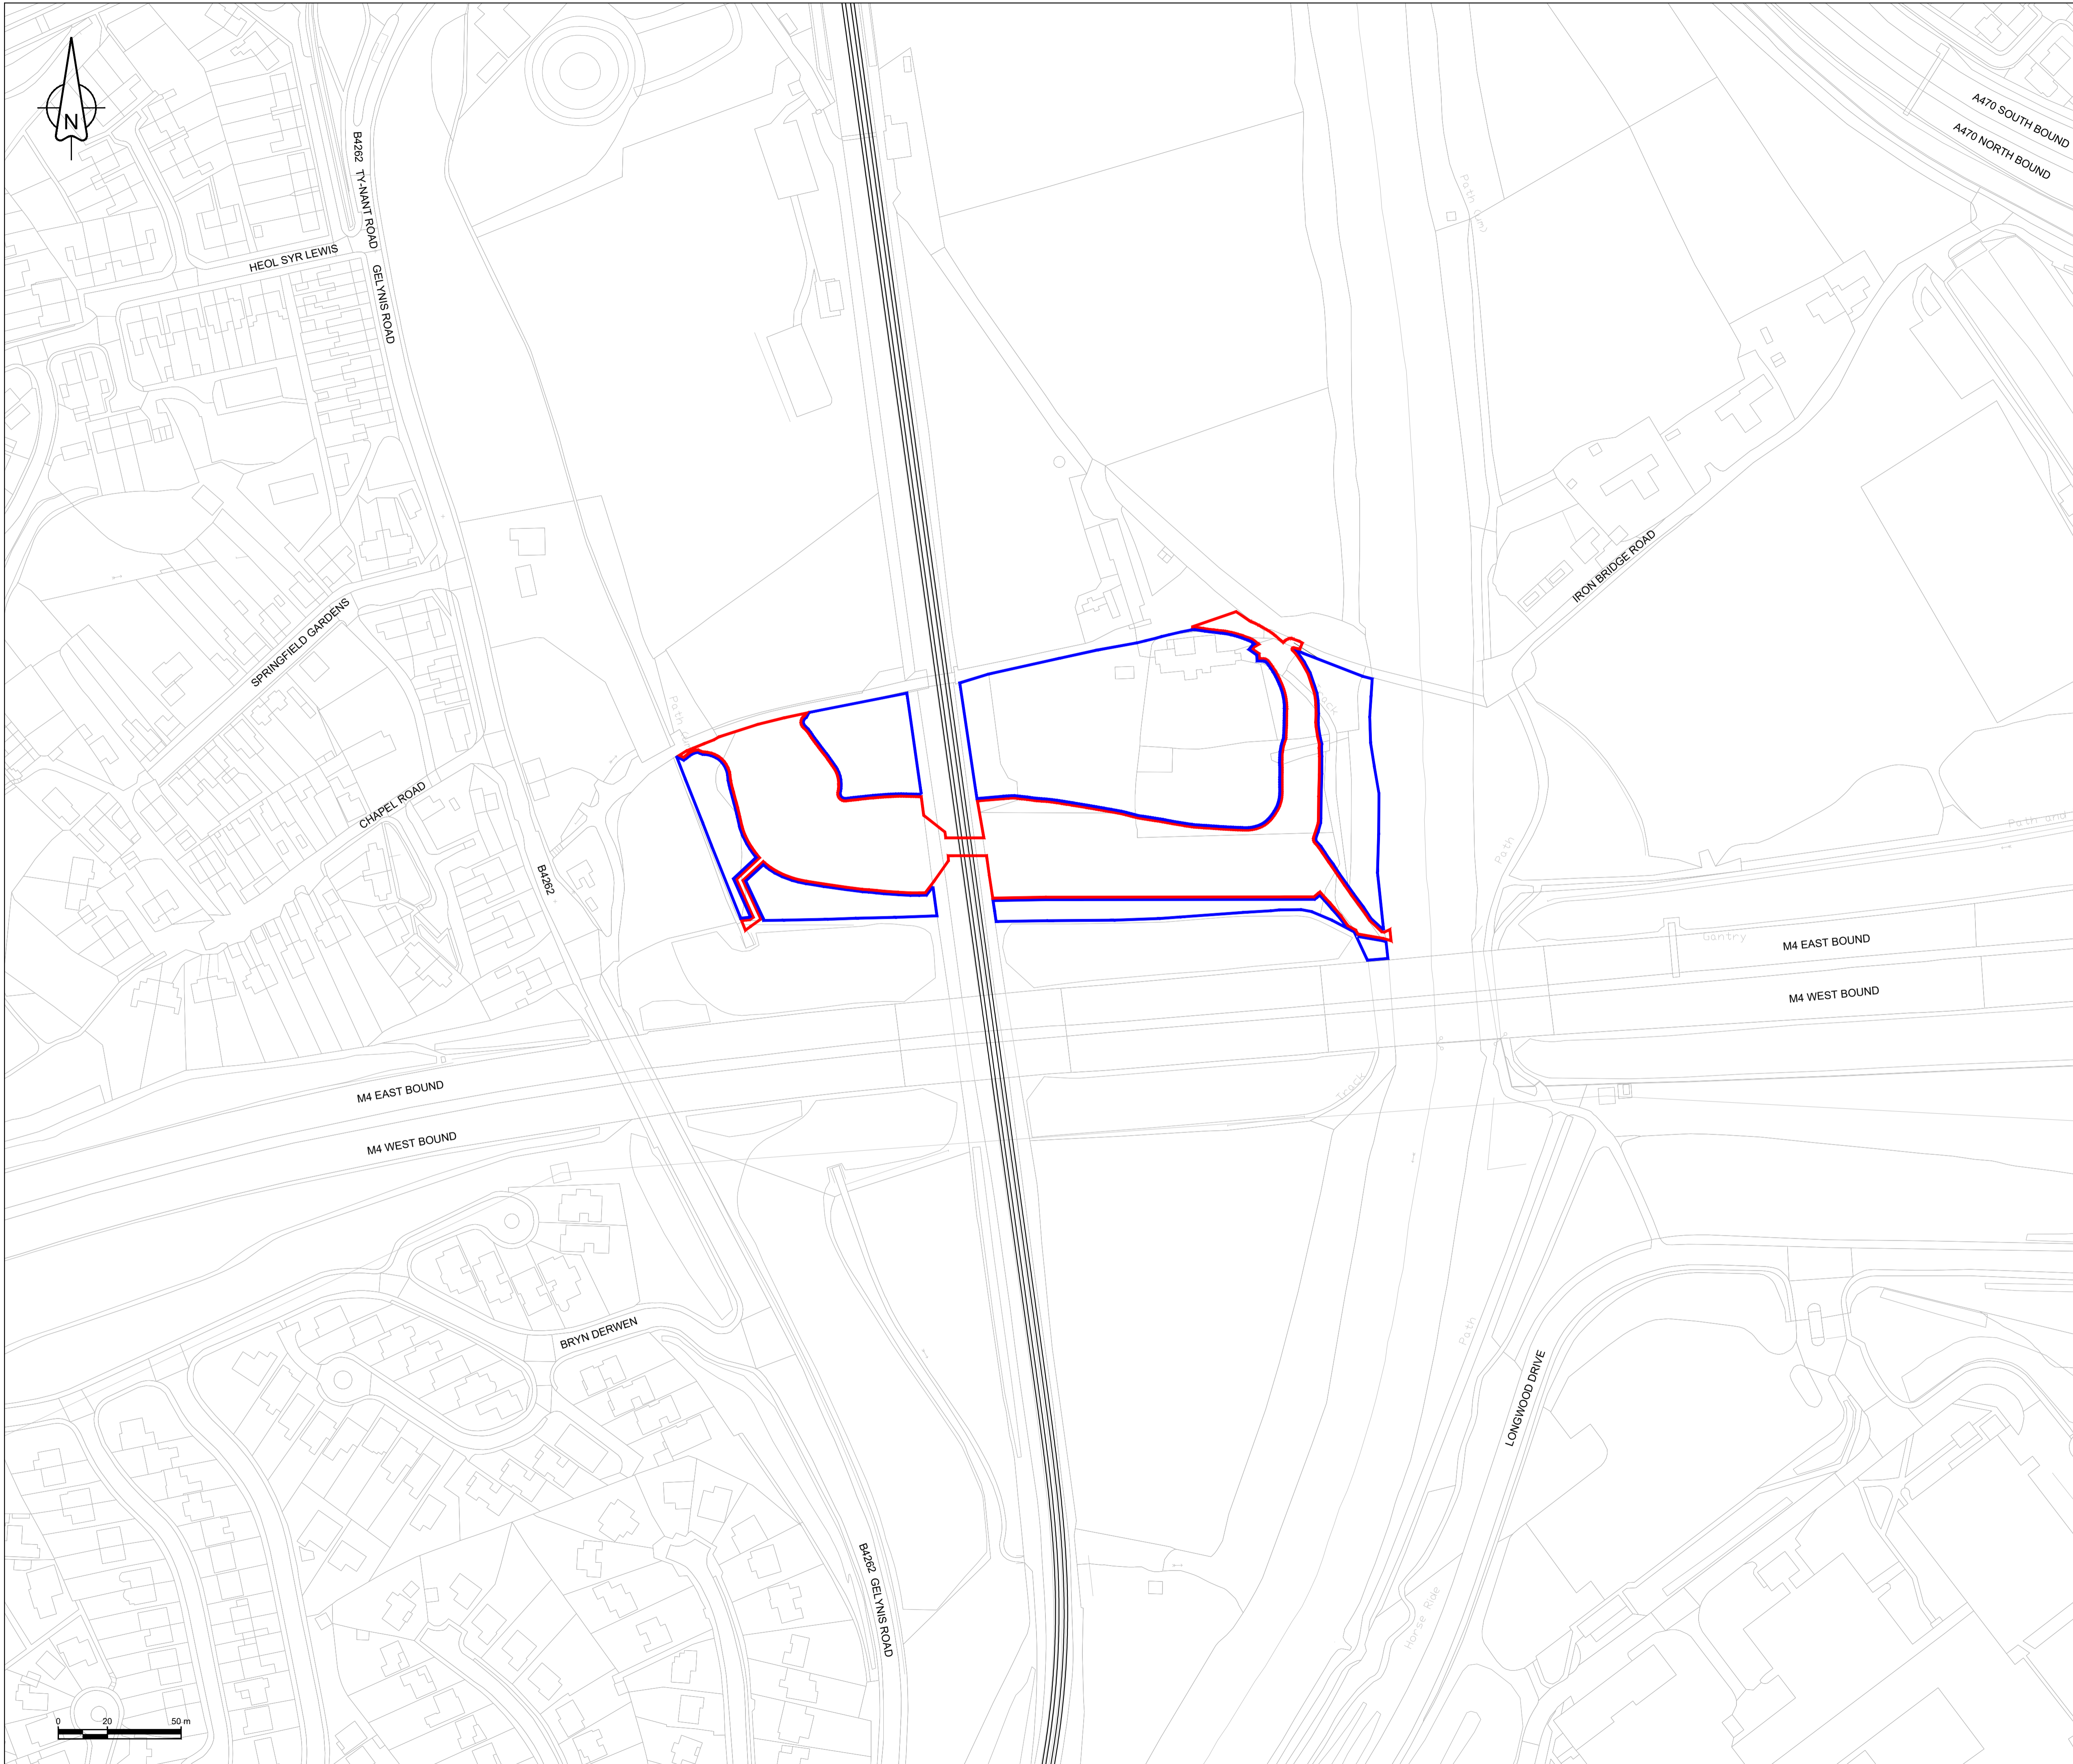 N
A470 SOUTH BOUND
A470 NORTH BOUND
B4262 TY-NANT ROAD
Path (um)
HEOL SYR LEWIS
GELYNIS ROAD
IRON BRIDGE ROAD
SPRINGFIELD GARDENS
Path
CHAPEL ROAD
Path and
Path
B4262
Gantry
M4 EAST BOUND
M4 WEST BOUND
Track
M4 EAST BOUND
M4 WEST BOUND
BRYN DERWEN
Path
LONGWOOD DRIVE
B4262 GELYNIS ROAD
Horse Ride
0 20 50 m